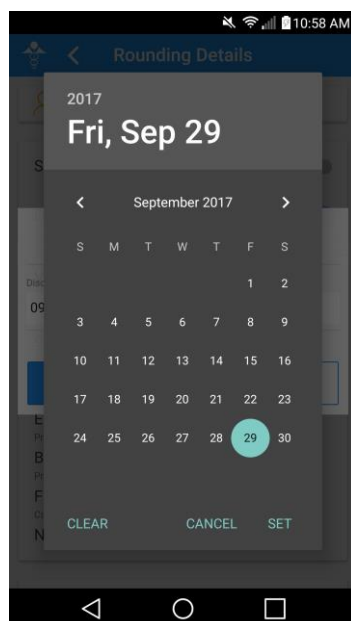 10:58 AM
Rounding Details
2017
Fri, Sep 29
S
September 2017
S M T W T F S
1 2
Disc
3 4 5 6 7 8 9
09
10 11 12 13 14 15 16
17 18 19 20 21 22 23
E
24 25 26 27 28 29 30
B
F
N
CLEAR CANCEL SET